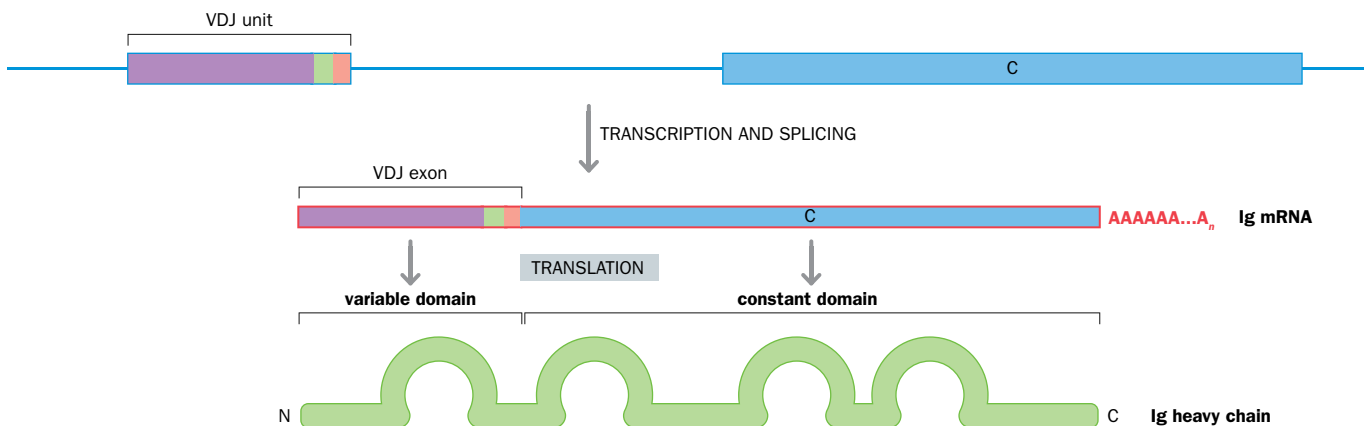 VDJ unit
C
TRANSCRIPTION AND SPLICING
VDJ exon
C AAAAAA...An Ig mRNA
TRANSLATION
variable domain constant domain
N C Ig heavy chain